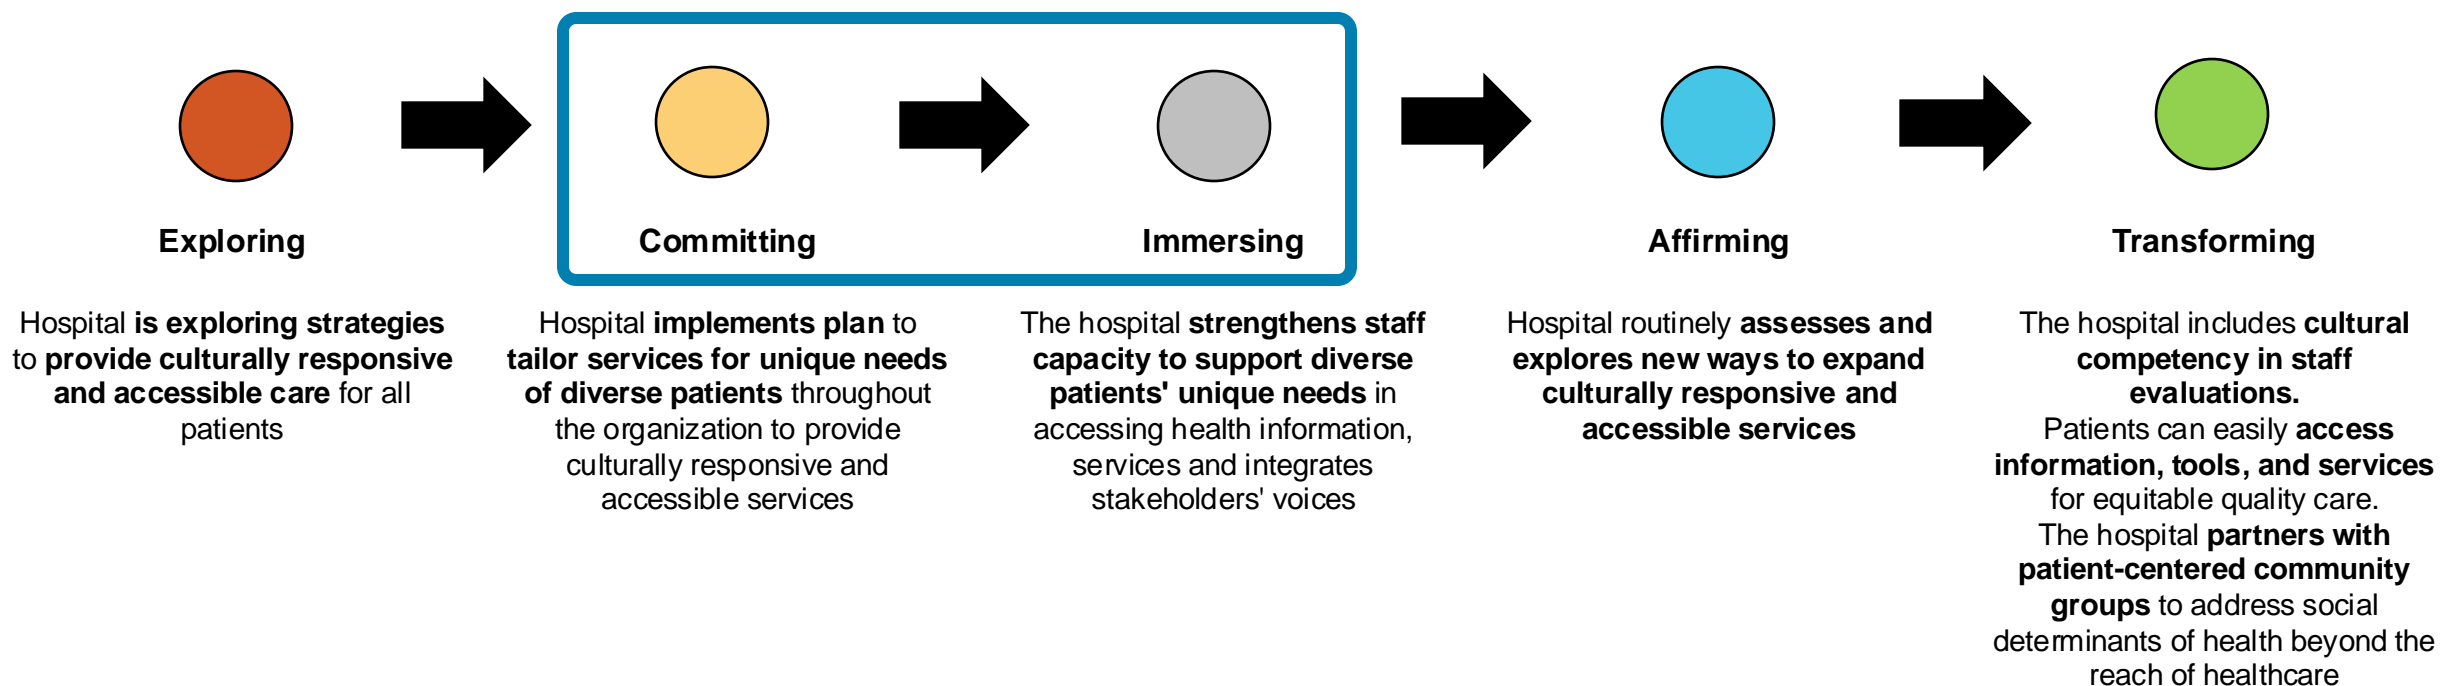 Exploring
Hospital is exploring strategies
to provide culturally responsive
and accessible care for all
patients
Committing
Hospital implements plan to
tailor services for unique needs
of diverse patients throughout
the organization to provide
culturally responsive and
accessible services
Immersing
The hospital strengthens staff
capacity to support diverse
patients' unique needs in
accessing health information,
services and integrates
stakeholders' voices
Affirming
Hospital routinely assesses and
explores new ways to expand
culturally responsive and
accessible services
Transforming
The hospital includes cultural
competency in staff
evaluations.
Patients can easily access
information, tools, and services
for equitable quality care.
The hospital partners with
patient-centered community
groups to address social
determinants of health beyond the
reach of healthcare